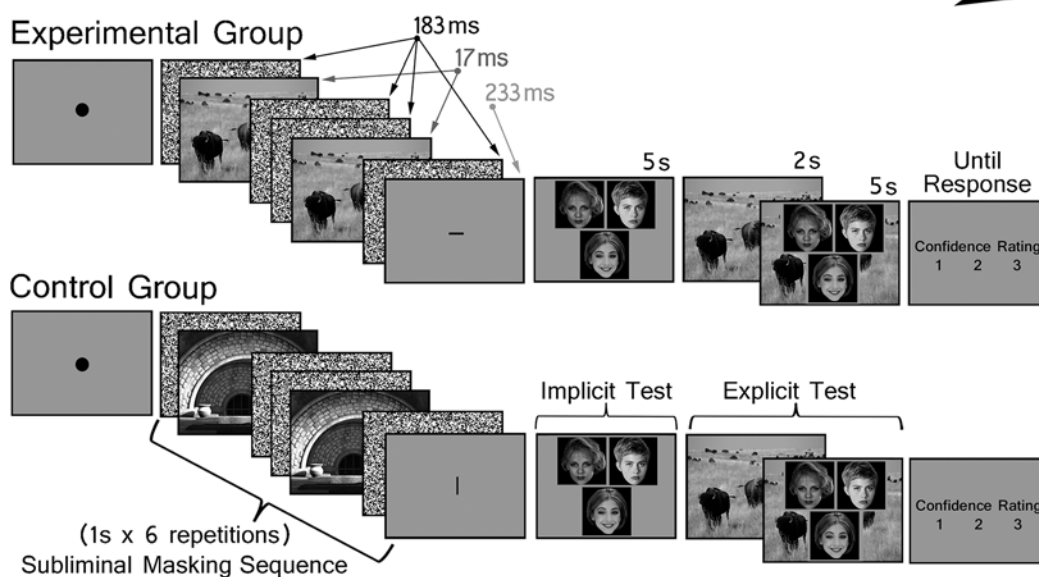 Experimental Group
183 ms
17 ms
233 ms
5 s
2 s
5 s
Until
Response
Confidence Rating
1 2 3
Control Group
Implicit Test
Explicit Test
Confidence Rating
1 2 3
(1s x 6 repetitions)
Subliminal Masking Sequence